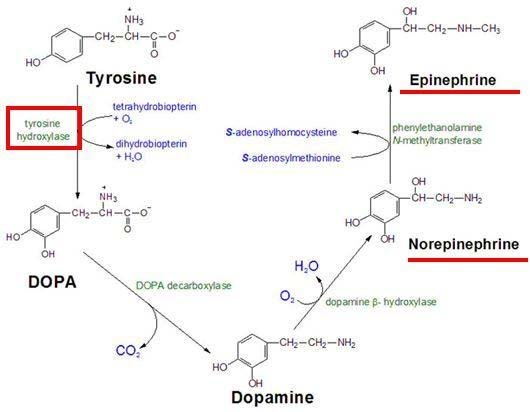 +
NH₃
CH₂–CH–C–O⁻
O
HO
Tyrosine
tyrosine
hydroxylase
tetrahydrobiopterin
+ O₂
dihydrobiopterin
+ H₂O
+
NH₃
CH₂–CH–C–O⁻
O
HO
OH
DOPA
DOPA decarboxylase
CO₂
CH₂–CH₂–NH₂
HO
OH
Dopamine
H₂O
O₂
dopamine β- hydroxylase
OH
CH–CH₂–NH₂
HO
OH
Norepinephrine
S-adenosylhomocysteine
S-adenosylmethionine
phenylethanolamine
N-methyltransferase
OH
CH–CH₂–NH–CH₃
HO
OH
Epinephrine